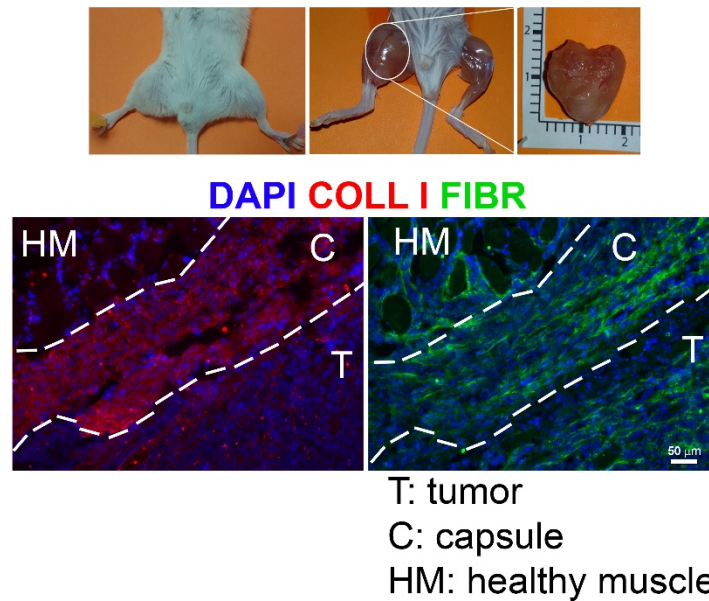 2
1
1
2
DAPI COLL I FIBR
HM
C
T
HM
C
T
50 µm
T: tumor
C: capsule
HM: healthy muscle